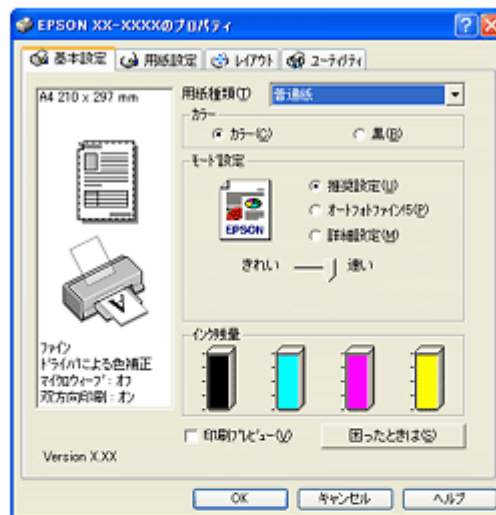 EPSON XX-XXXXのプロパティ
基本設定 用紙設定 レイアウト ユーティリティ
A4 210 x 297 mm
用紙種類(T) 普通紙
カラー
カラー(C) 黒(B)
モード設定
推奨設定(U)
オートフォトファイン!5(P)
詳細設定(M)
EPSON
きれい 速い
ファイン
ドライバによる色補正
マイクロウィーブ : オフ
双方向印刷 : オン
インク残量
印刷プレビュー(V) 困ったときは(S)
Version X.XX
OK キャンセル ヘルプ